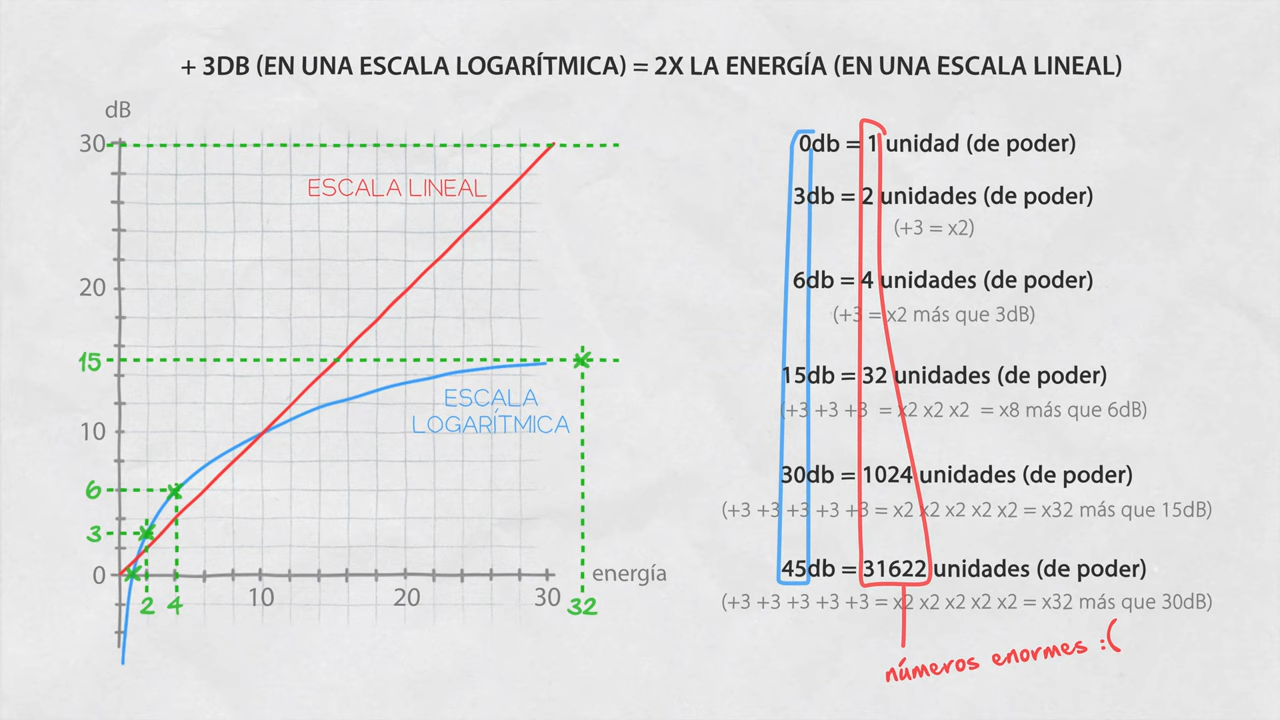 + 3DB (EN UNA ESCALA LOGARÍTMICA) = 2X LA ENERGÍA (EN UNA ESCALA LINEAL)
dB
30
20
15
10
6
3
0
ESCALA LINEAL
ESCALA
LOGARÍTMICA
energía
2
4
10
20
30
32
0db = 1 unidad (de poder)
3db = 2 unidades (de poder)
(+3 = x2)
6db = 4 unidades (de poder)
(+3 = x2 más que 3dB)
15db = 32 unidades (de poder)
(+3 +3 +3 = x2 x2 x2 = x8 más que 6dB)
30db = 1024 unidades (de poder)
(+3 +3 +3 +3 +3 = x2 x2 x2 x2 x2 = x32 más que 15dB)
45db = 31622 unidades (de poder)
(+3 +3 +3 +3 +3 = x2 x2 x2 x2 x2 = x32 más que 30dB)
números enormes :(